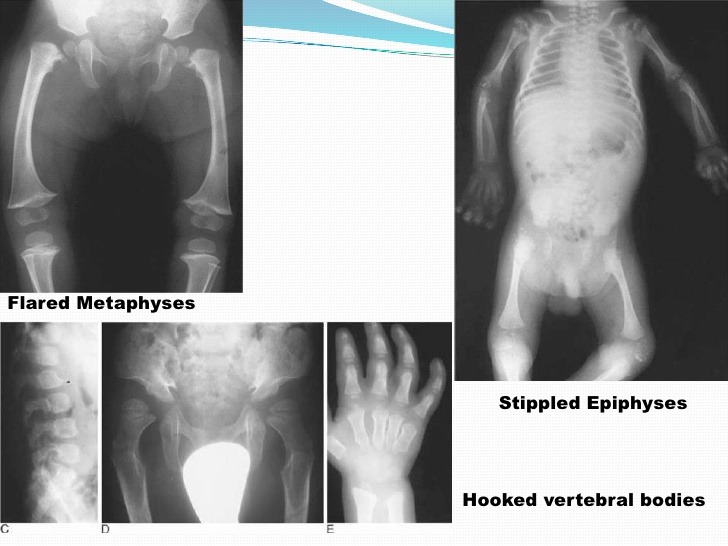 Flared Metaphyses
Stippled Epiphyses
Hooked vertebral bodies
C
D
E